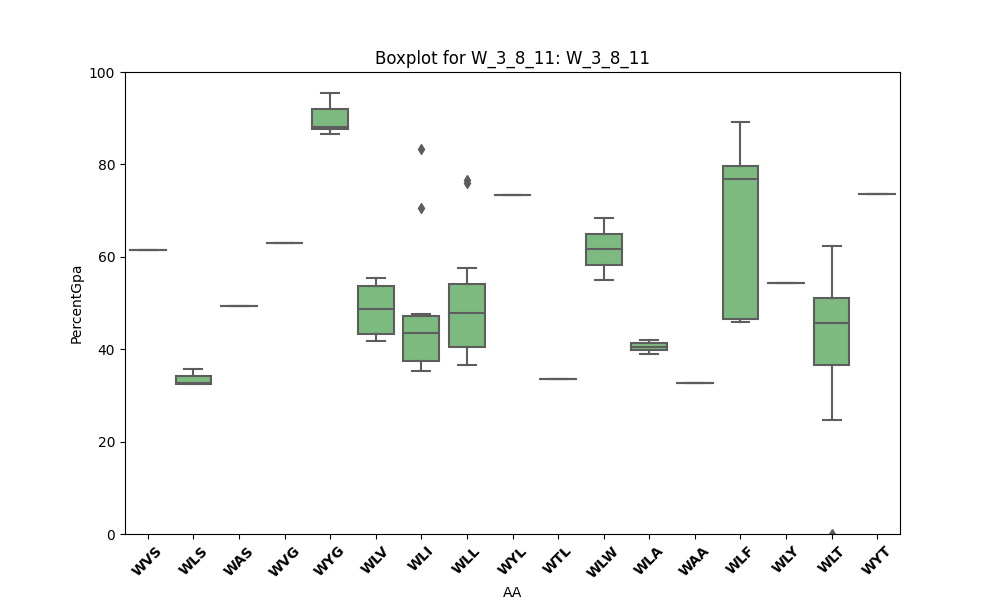 Boxplot for W_3_8_11: W_3_8_11
PercentGpa
100
80
60
40
20
0
WVS
WLS
WAS
WVG
WYG
WLV
WLI
WLL
WYL
WTL
WLW
WLA
WAA
WLF
WLY
WLT
WYT
AA